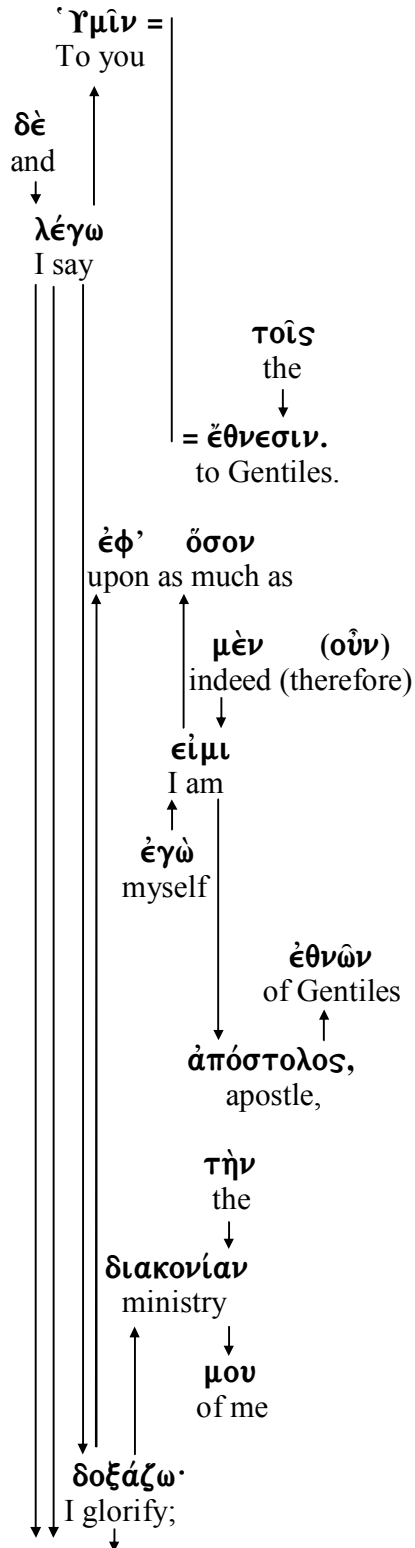 Ὑμῖν =
To you
δὲ
and
λέγω
I say
τοῖς
the
= ἔθνεσιν.
to Gentiles.
ἐφ’ ὅσον
upon as much as
μὲν (οὖν)
indeed (therefore)
εἰμι
I am
ἐγὼ
myself
ἐθνῶν
of Gentiles
ἀπόστολος,
apostle,
τὴν
the
διακονίαν
ministry
μου
of me
δοξάζω·
I glorify;